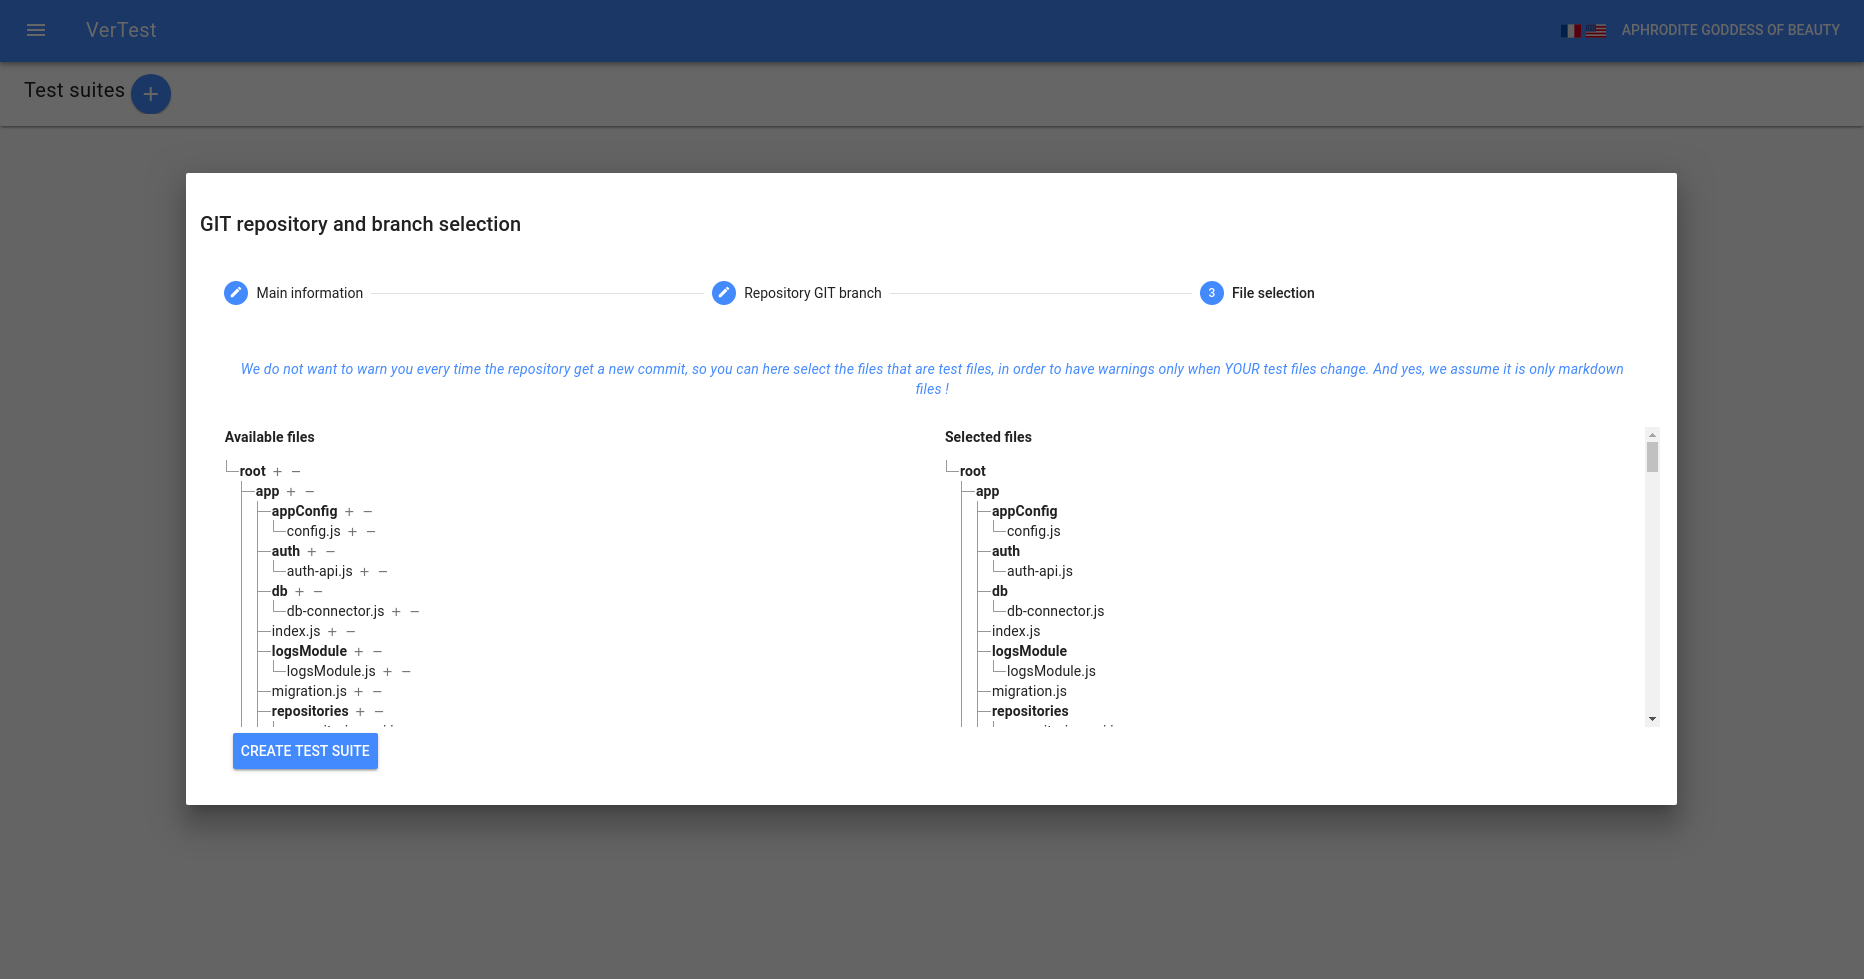 VerTest
APHRODITE GODDESS OF BEAUTY
Test suites
GIT repository and branch selection
Main information
Repository GIT branch
3 File selection
We do not want to warn you every time the repository get a new commit, so you can here select the files that are test files, in order to have warnings only when YOUR test files change. And yes, we assume it is only markdown
files !
Available files
root + −
app + −
appConfig + −
config.js + −
auth + −
auth-api.js + −
db + −
db-connector.js + −
index.js + −
logsModule + −
logsModule.js + −
migration.js + −
repositories + −
Selected files
root
app
appConfig
config.js
auth
auth-api.js
db
db-connector.js
index.js
logsModule
logsModule.js
migration.js
repositories
CREATE TEST SUITE